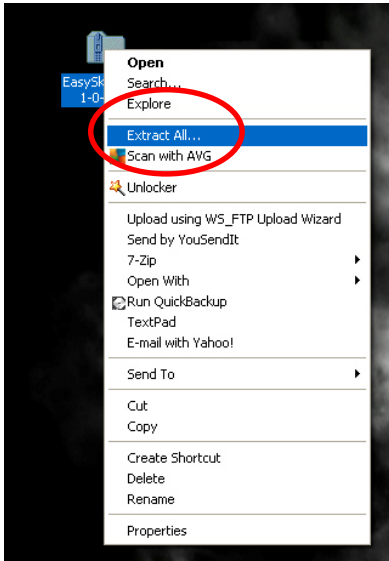 EasySk
1-0-
Open
Search...
Explore
Extract All...
Scan with AVG
Unlocker
Upload using WS_FTP Upload Wizard
Send by YouSendIt
7-Zip
Open With
Run QuickBackup
TextPad
E-mail with Yahoo!
Send To
Cut
Copy
Create Shortcut
Delete
Rename
Properties